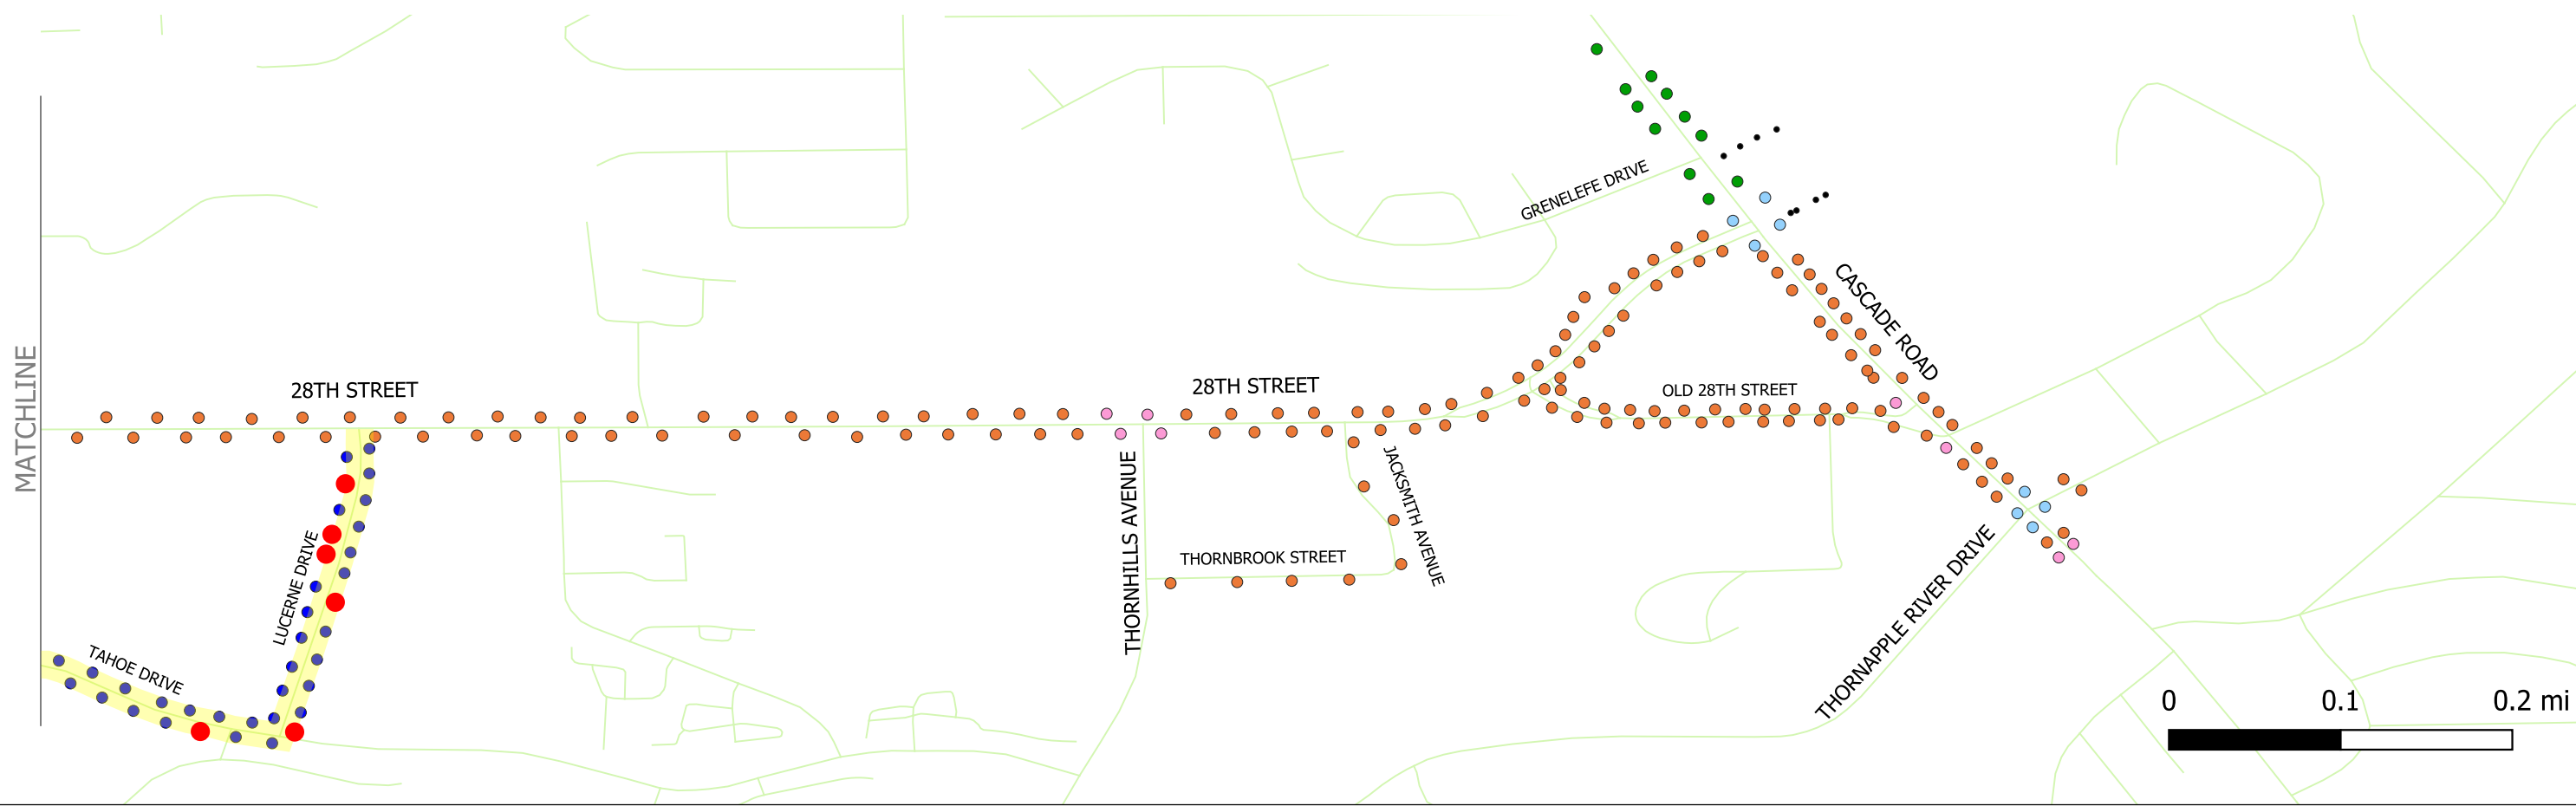 GRENELEFE DRIVE
CASCADE ROAD
MATCHLINE
28TH STREET
28TH STREET
OLD 28TH STREET
JACKSMITH AVENUE
THORNHILLS AVENUE
THORNBROOK STREET
LUCERNE DRIVE
THORNAPPLE RIVER DRIVE
TAHOE DRIVE
0 0.1 0.2 mi